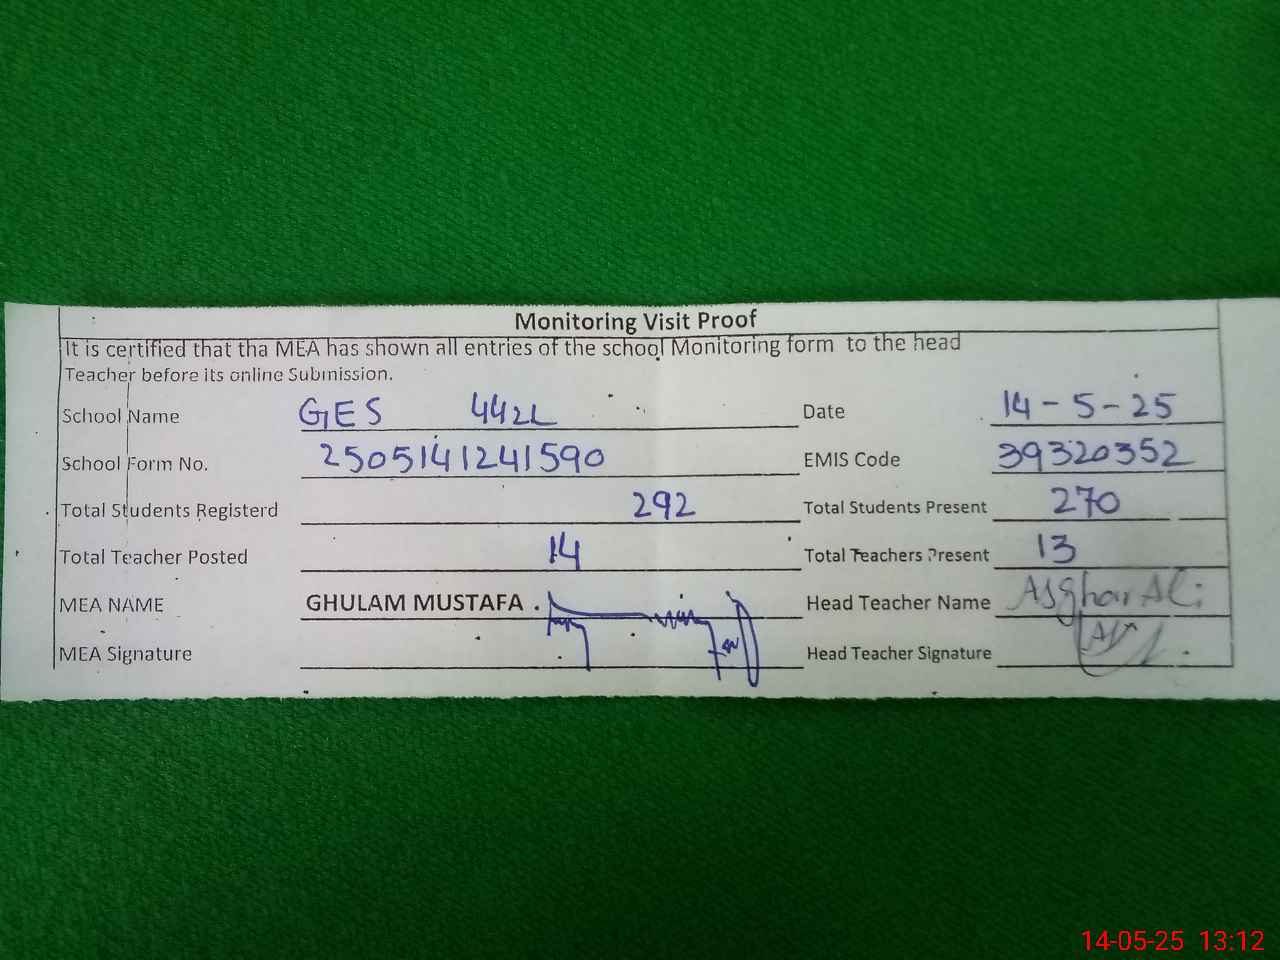 Monitoring Visit Proof
It is certified that tha MEA has shown all entries of the school Monitoring form to the head
Teacher before its online Submission.
School Name GES 442L Date 14-5-25
School Form No. 2505141241590 EMIS Code 39320352
Total Students Registerd 292 Total Students Present 270
Total Teacher Posted 14 Total Teachers Present 13
MEA NAME GHULAM MUSTAFA . Head Teacher Name Asghar Ali
MEA Signature Head Teacher Signature
14-05-25 13:12